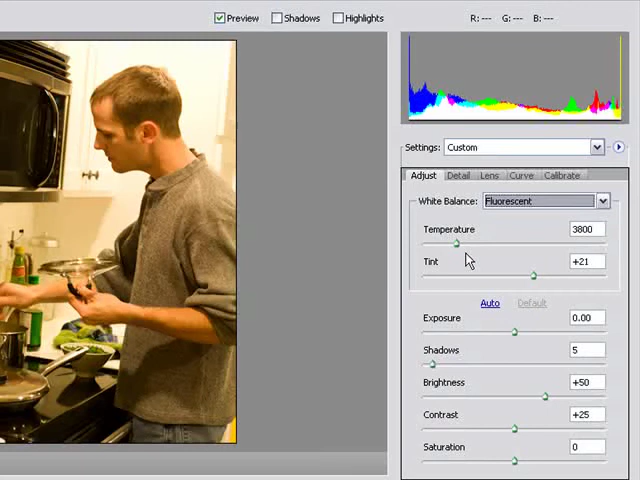 Preview Shadows Highlights R: --- G: --- B: ---
Settings: Custom
Adjust Detail Lens Curve Calibrate
White Balance: Fluorescent
Temperature 3800
Tint +21
Auto Default
Exposure 0.00
Shadows 5
Brightness +50
Contrast +25
Saturation 0